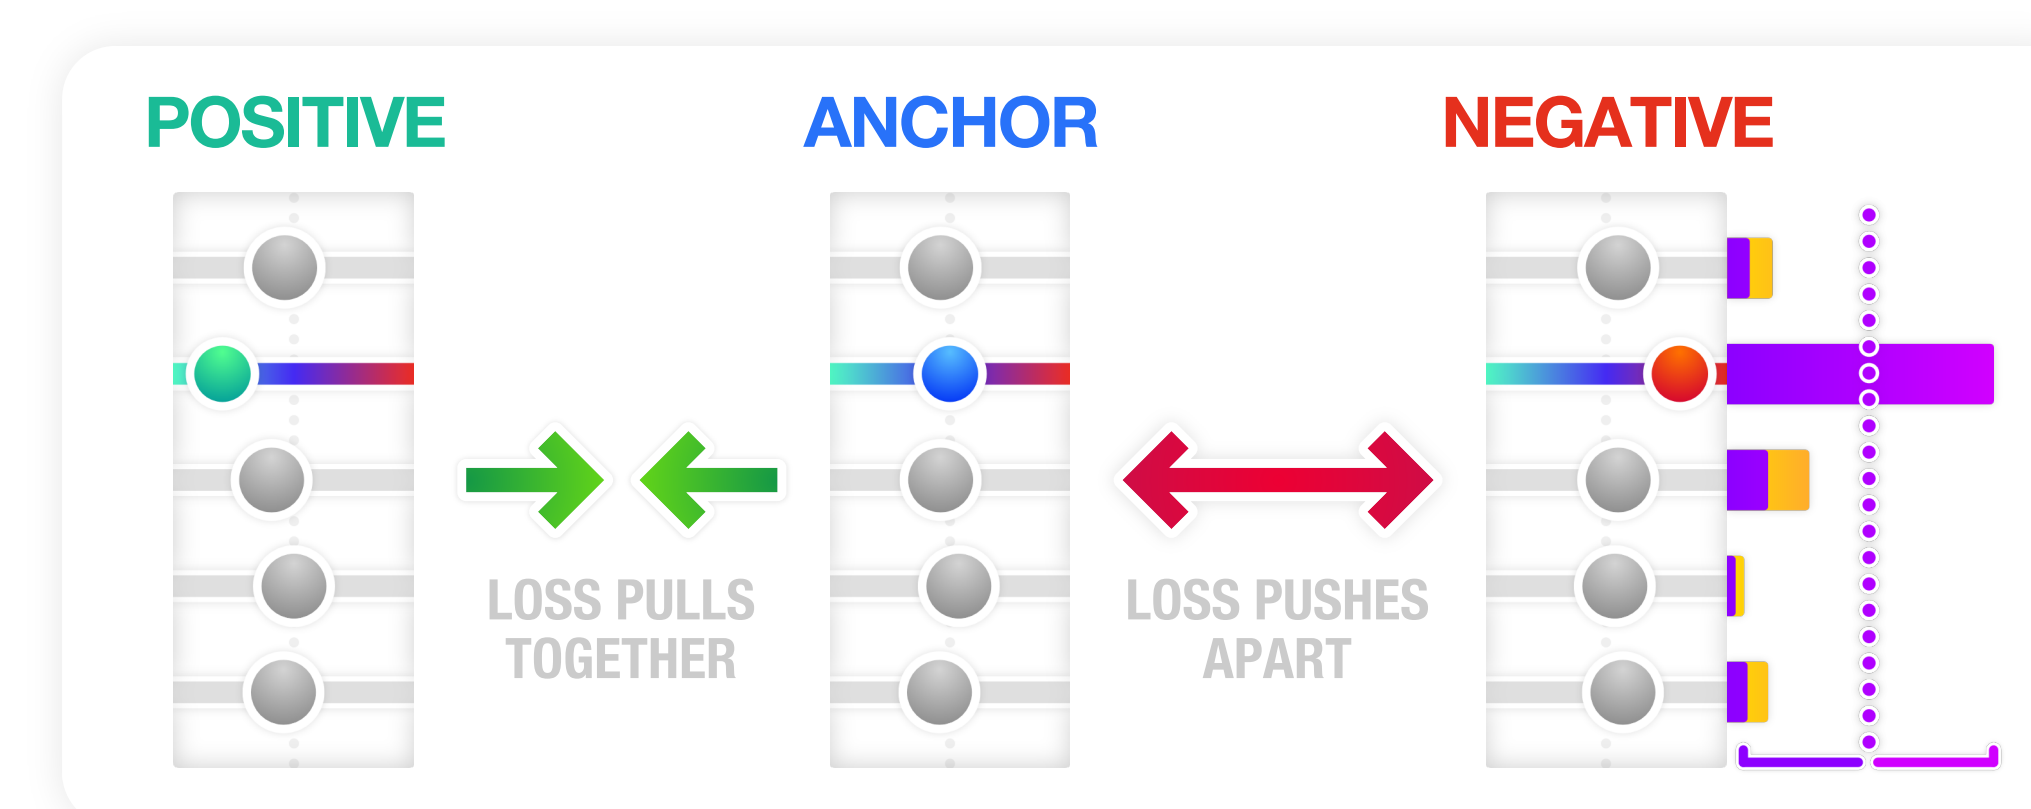 POSITIVE
ANCHOR
NEGATIVE
LOSS PULLS
TOGETHER
LOSS PUSHES
APART